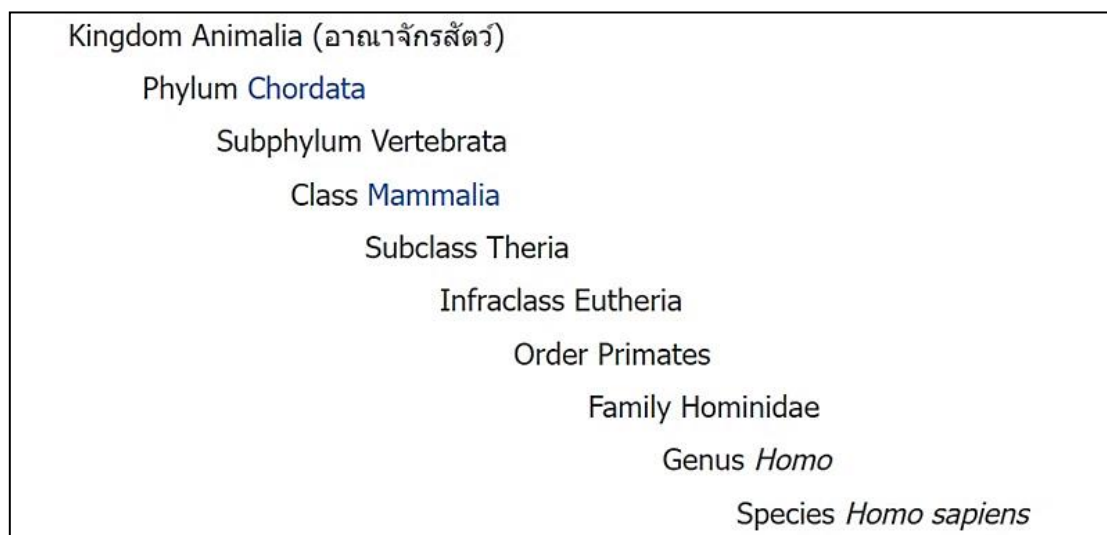 Kingdom Animalia (อาณาจักรสัตว์)
Phylum Chordata
Subphylum Vertebrata
Class Mammalia
Subclass Theria
Infraclass Eutheria
Order Primates
Family Hominidae
Genus Homo
Species Homo sapiens